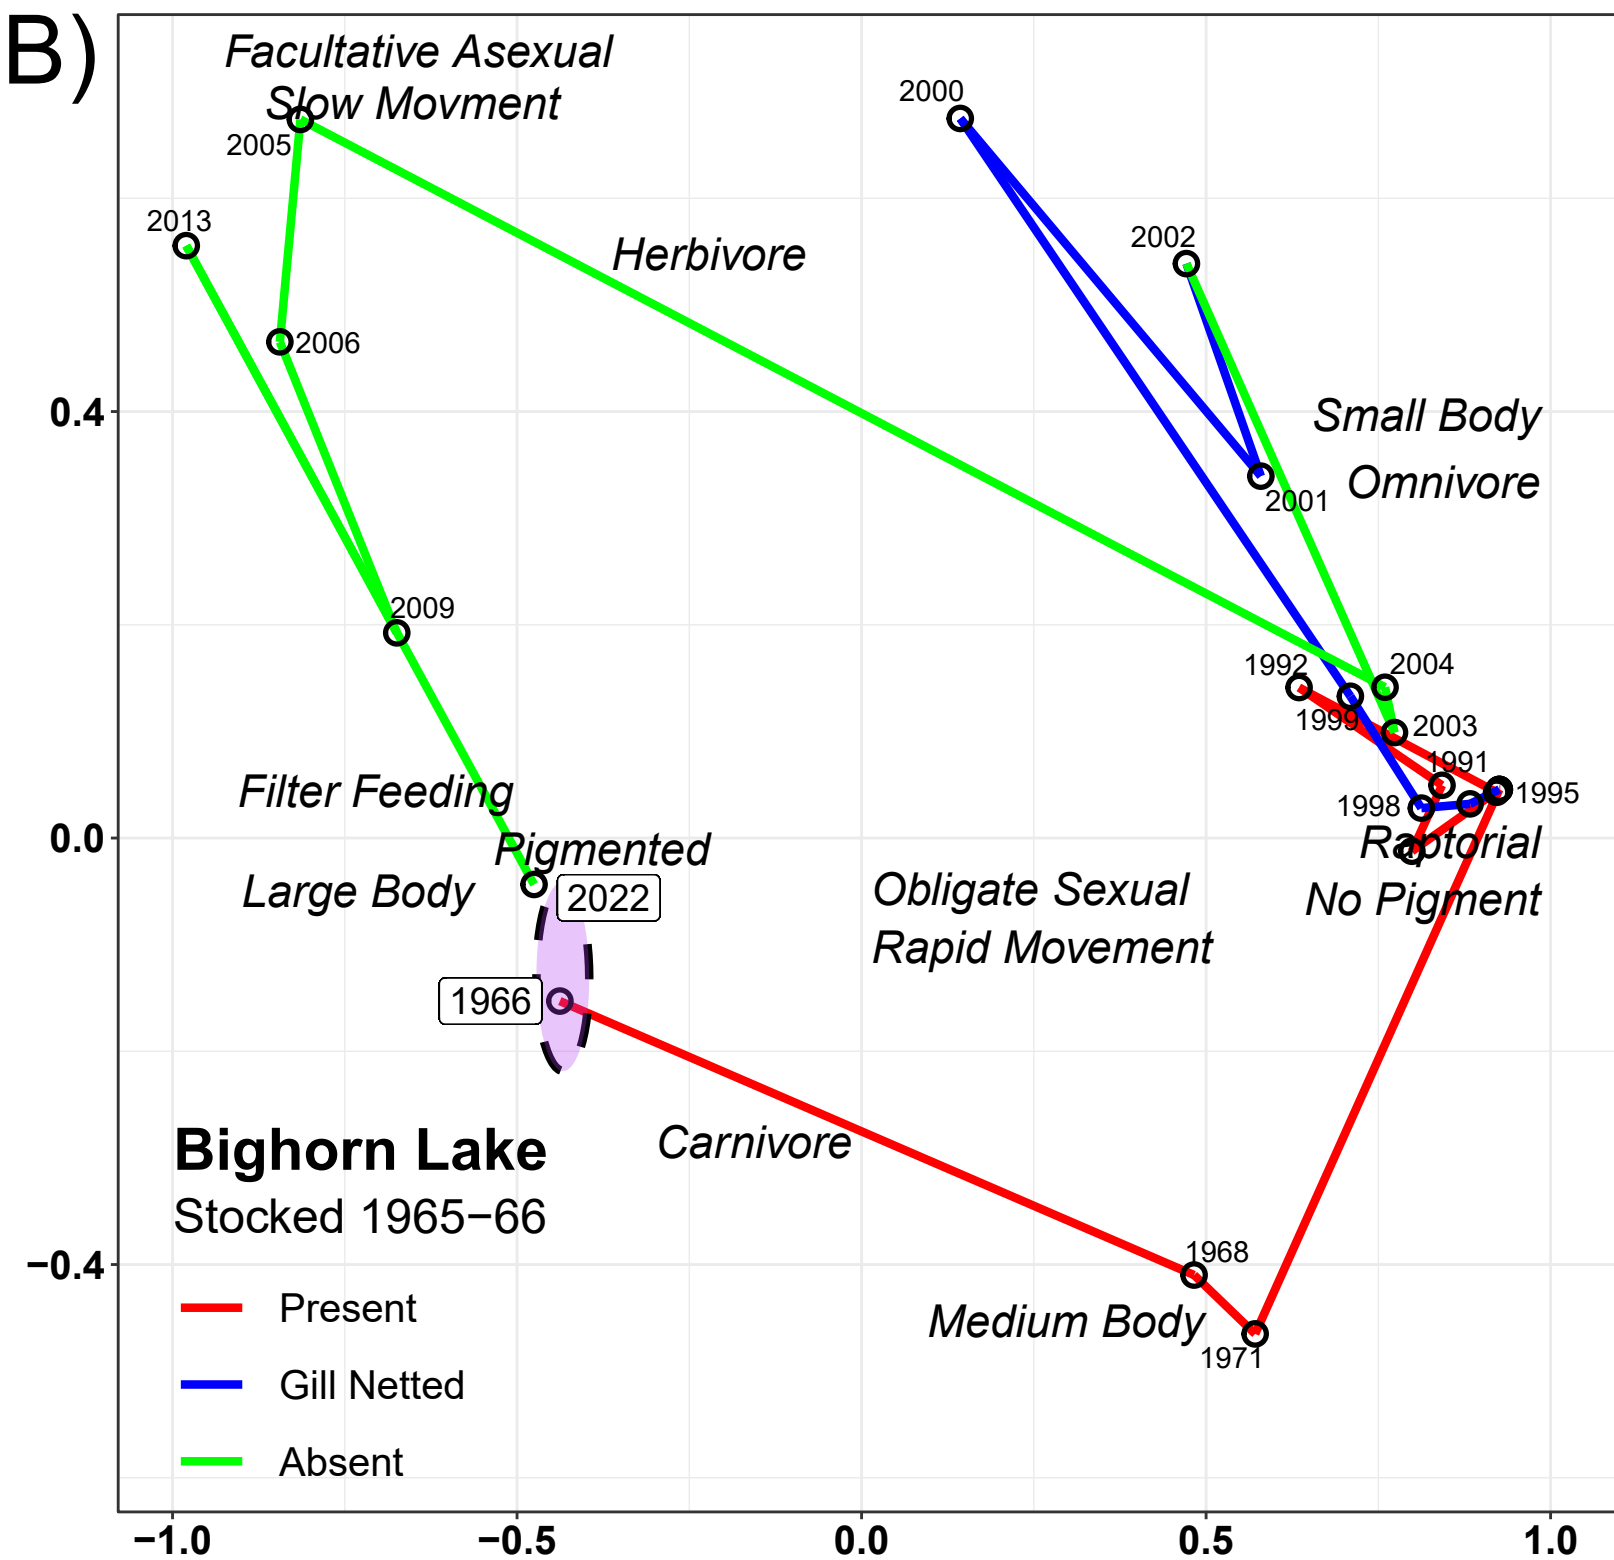 B)
Facultative Asexual
Slow Movment
2005
2000
2013
2002
Herbivore
2006
0.4
Small Body
Omnivore
2001
2009
1992
2004
1999
2003
1991
1995
1998
Filter Feeding
0.0
Pigmented
Raptorial
Large Body
2022
Obligate Sexual
No Pigment
Rapid Movement
1966
Carnivore
Bighorn Lake
Stocked 1965−66
−0.4
1968
Present
Medium Body
1971
Gill Netted
Absent
−1.0
−0.5
0.0
0.5
1.0